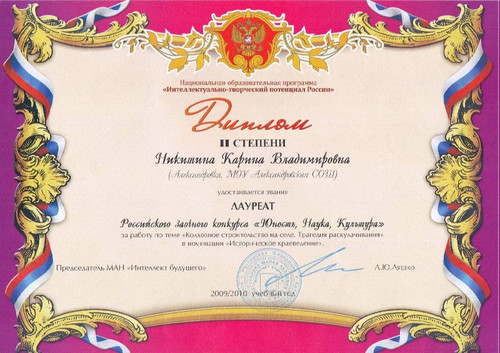 Национальная образовательная программа
«Интеллектуально-творческий потенциал России»
Диплом
II СТЕПЕНИ
Никитина Карина Владимировна
(Александровка, МОУ Александровская СОШ)
удостаивается звания
ЛАУРЕАТ
Российского заочного конкурса «Юность, Наука, Культура»
за работу по теме «Колхозное строительство на селе. Трагедия раскулачивания»
в номинации «Историческое краеведение».
Председатель МАН «Интеллект будущего»
А.Ю.Ляшко
2009/2010 учебный год